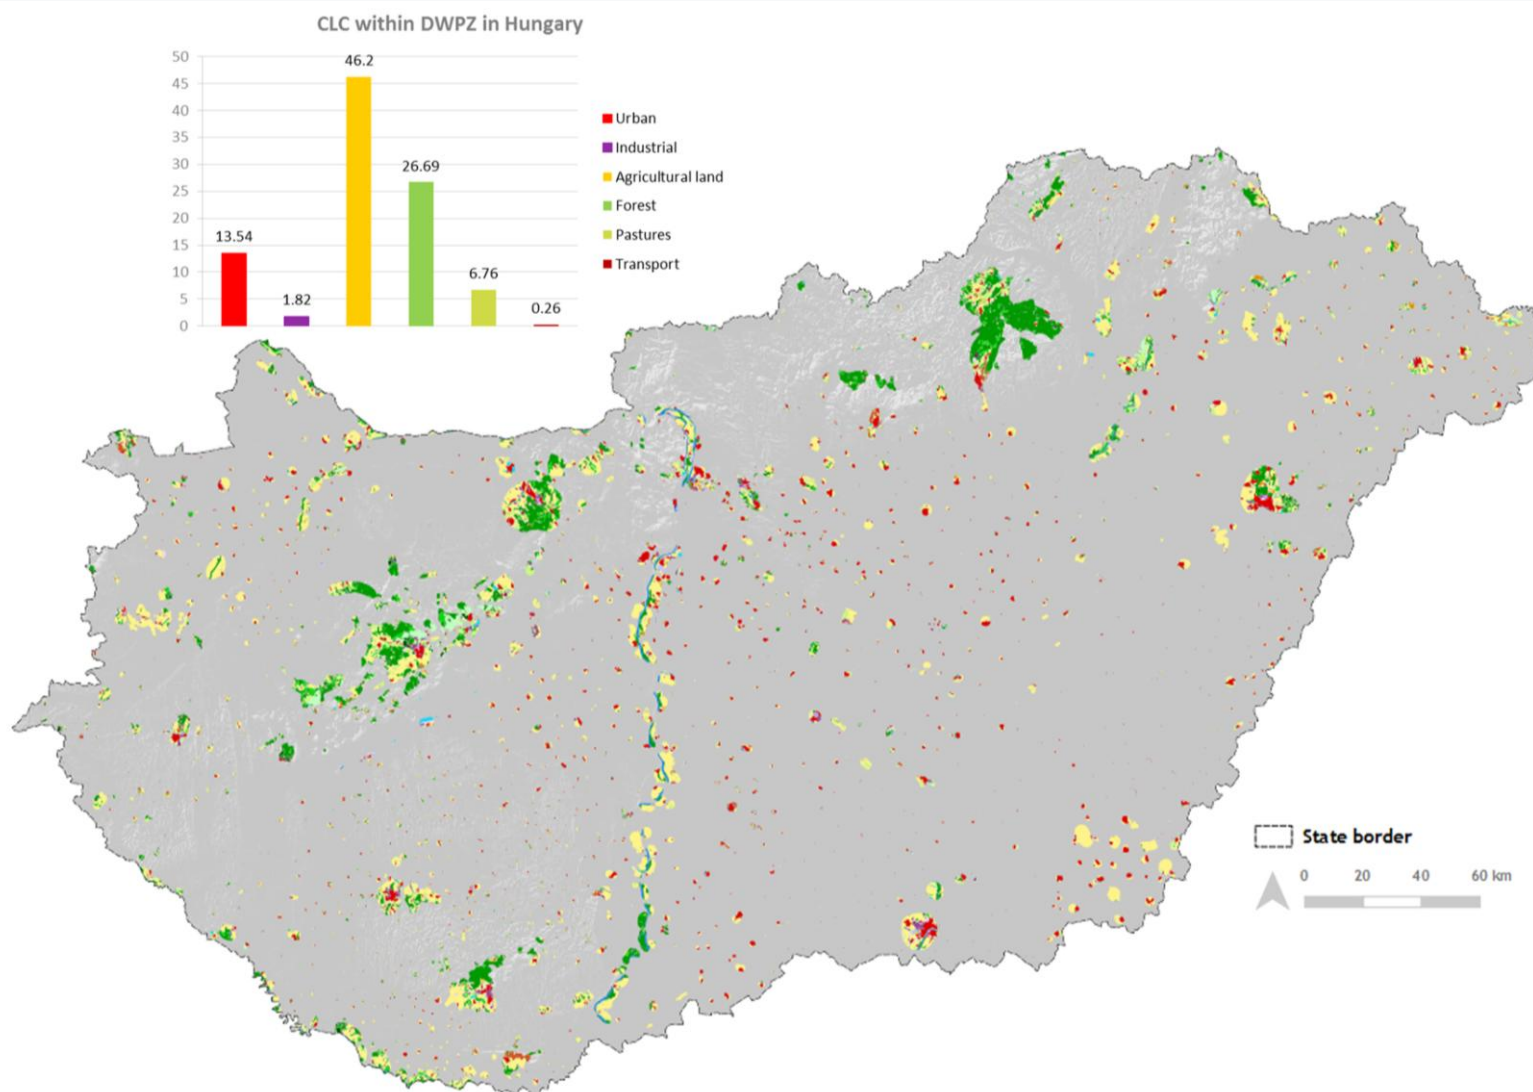 CLC within DWPZ in Hungary
50
45
40
35
30
25
20
15
10
5
0
13.54
1.82
46.2
26.69
6.76
0.26
Urban
Industrial
Agricultural land
Forest
Pastures
Transport
State border
0 20 40 60 km